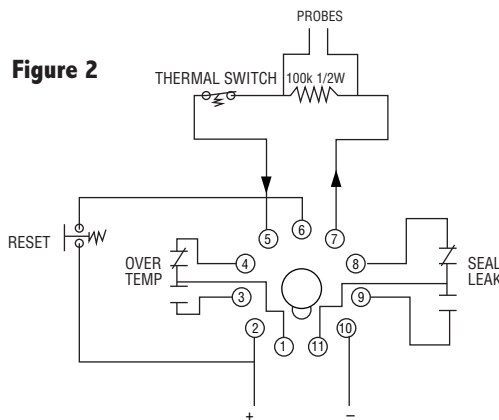 PROBES
Figure 2
THERMAL SWITCH
100k 1/2W
5
6
7
RESET
OVER
TEMP
4
8
SEAL
LEAK
3
9
2
1
11
10
+
–